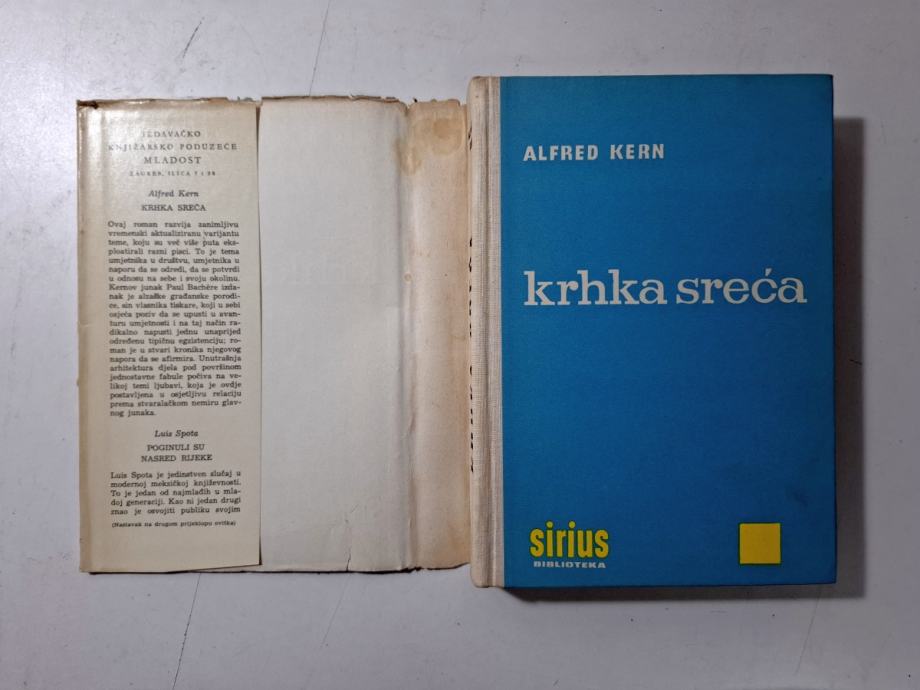 IZDAVAČKO
KNJIŽARSKO PODUZEĆE
MLADOST
ZAGREB, ILICA 7 i 28
Alfred Kern
KRHKA SREĆA
Ovaj roman razvija zanimljivu
vremenski aktualiziranu varijantu
teme, koju su već više puta eks-
ploatirali razni pisci. To je tema
umjetnika u društvu, umjetnika u
naporu da se odredi, da se potvrdi
u odnosu na sebe i svoju okolinu.
Kernov junak Paul Bachère izda-
nak je alzaške građanske porodi-
ce, sin vlasnika tiskare, koji u sebi
osjeća poziv da se upusti u avan-
turu umjetnosti i na taj način ra-
dikalno napusti jednu unaprijed
određenu tipičnu egzistenciju; ro-
man je u stvari kronika njegovog
napora da se afirmira. Unutrašnja
arhitektura djela pod površinom
jednostavne fabule počiva na ve-
likoj temi ljubavi, koja je ovdje
postavljena u osjetljivu relaciju
prema stvaralačkom nemiru glav-
nog junaka.
Luis Spota
POGINULI SU
NASRED RIJEKE
Luis Spota je jedinstven slučaj u
modernoj meksičkoj književnosti.
To je jedan od najmlađih u mla-
doj generaciji. Kao ni jedan drugi
znao je osvojiti publiku svojim
(Nastavak na drugom prijeklopu ovitka)
ALFRED KERN
krhka sreća
sirius
BIBLIOTEKA